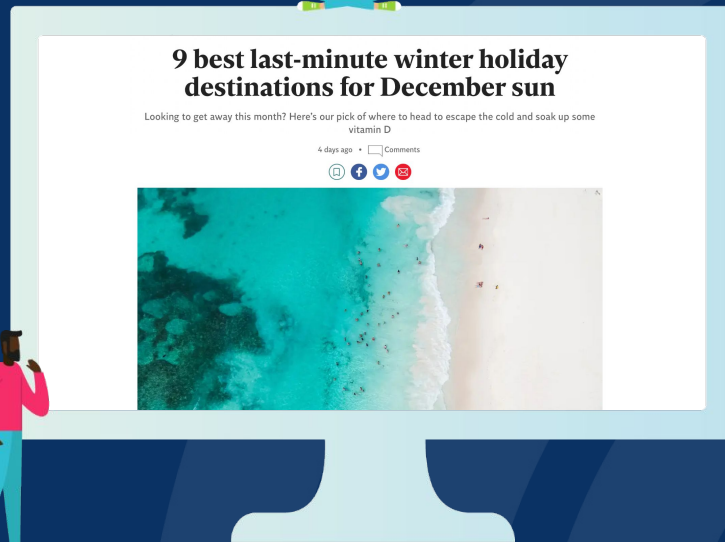 9 best last-minute winter holiday
destinations for December sun
Looking to get away this month? Here's our pick of where to head to escape the cold and soak up some
vitamin D
4 days ago • Comments